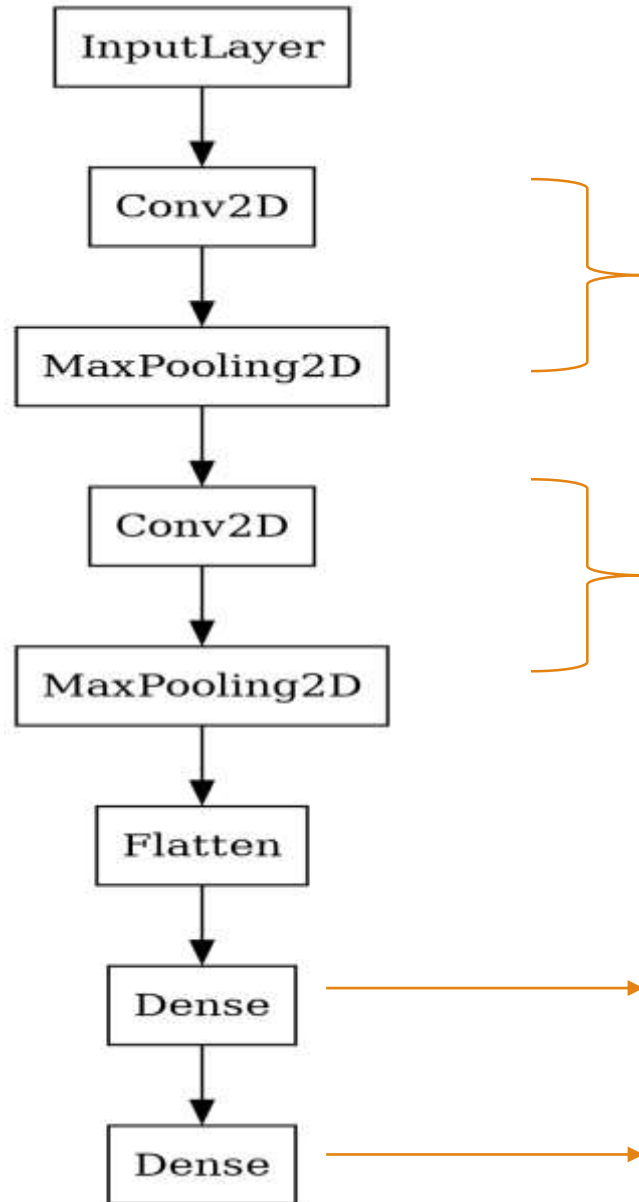 InputLayer
Conv2D
MaxPooling2D
Conv2D
MaxPooling2D
Flatten
Dense
Dense